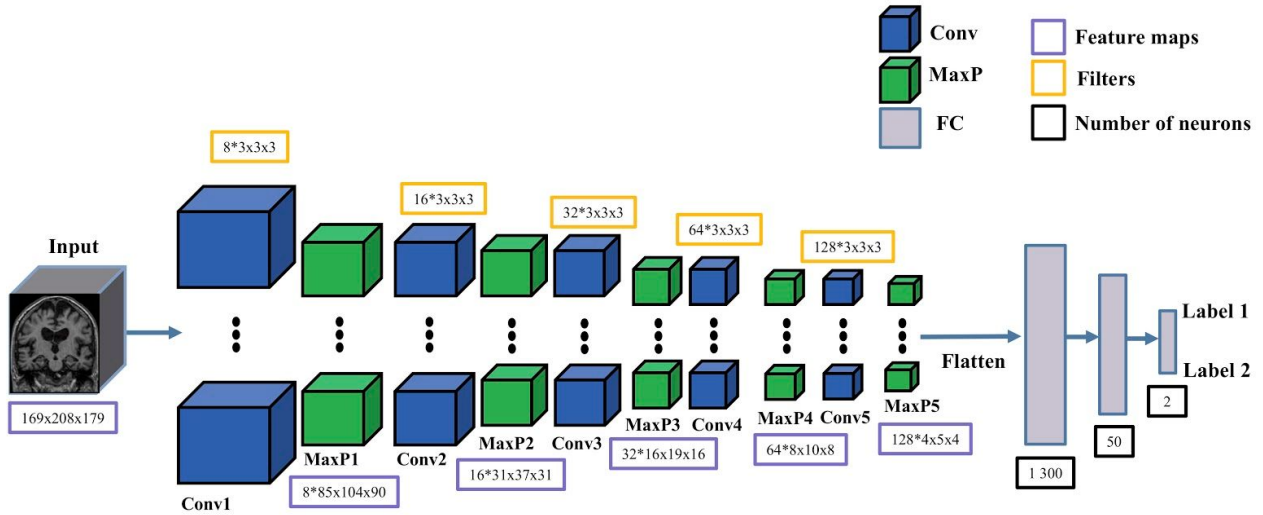 Conv
Feature maps
MaxP
Filters
FC
Number of neurons
8*3x3x3
16*3x3x3
32*3x3x3
64*3x3x3
128*3x3x3
Input
169x208x179
Label 1
Label 2
Flatten
Conv1
MaxP1
Conv2
MaxP2
Conv3
MaxP3
Conv4
MaxP4
Conv5
MaxP5
8*85x104x90
16*31x37x31
32*16x19x16
64*8x10x8
128*4x5x4
1 300
50
2